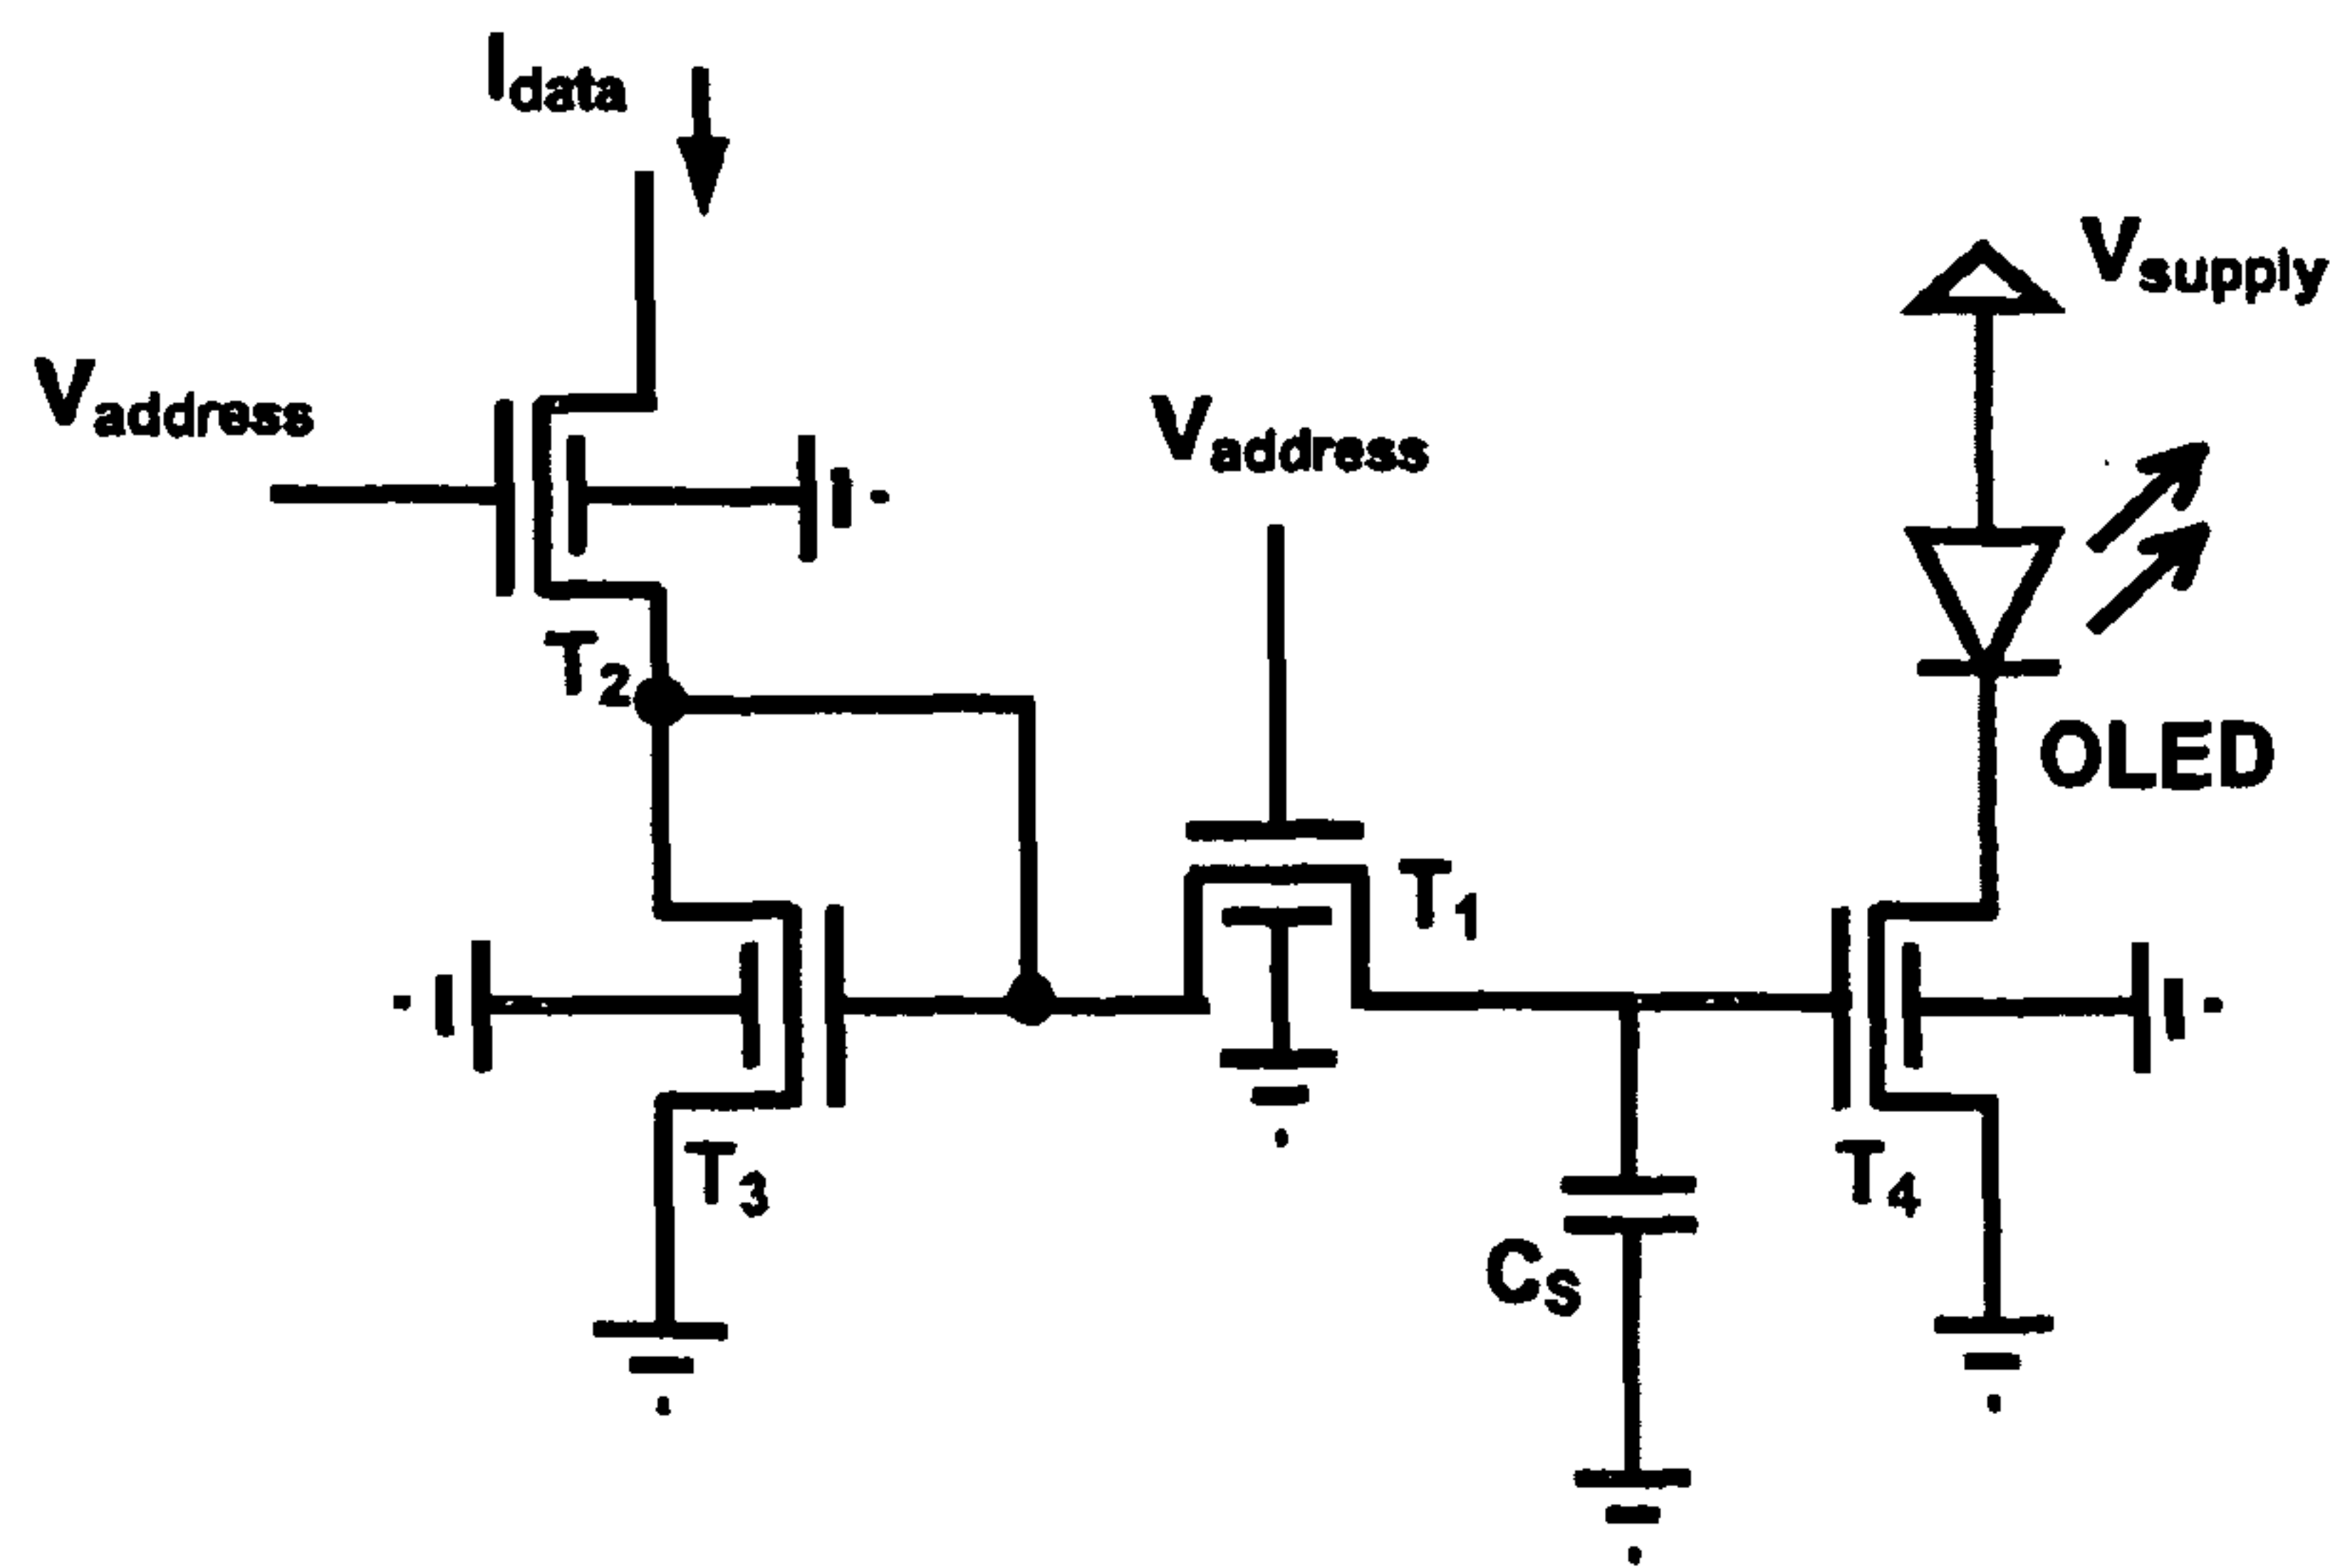 Idata
Vsupply
Vaddress
Vaddress
T2
OLED
T1
T3
T4
CS